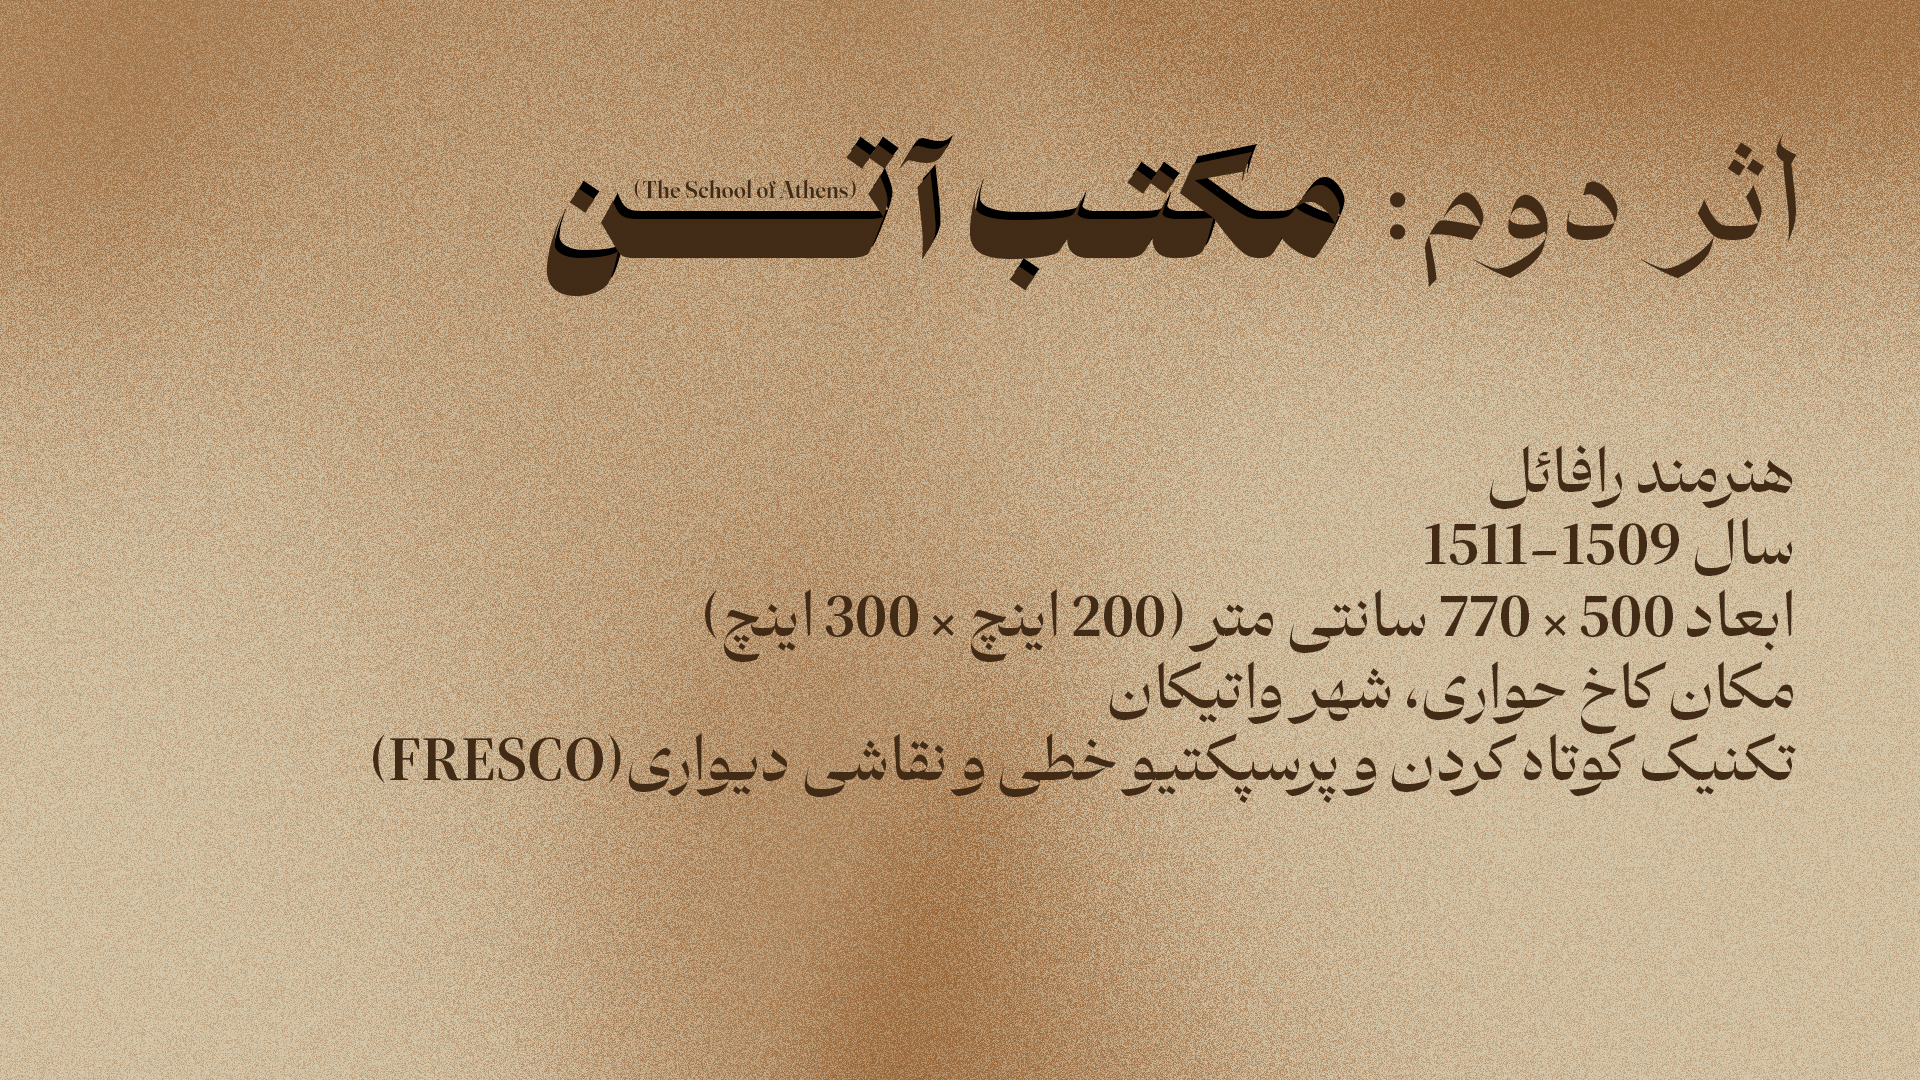 اثر دوم: مکتب آتـن
(The School of Athens)
هنرمند رافائل
سال 1509–1511
ابعاد 500 × 770 سانتی متر (200 اینچ × 300 اینچ)
مکان کاخ حواری، شهر واتیکان
تکنیک کوتاه کردن و پرسپکتیو خطی و نقاشی دیواری(FRESCO)